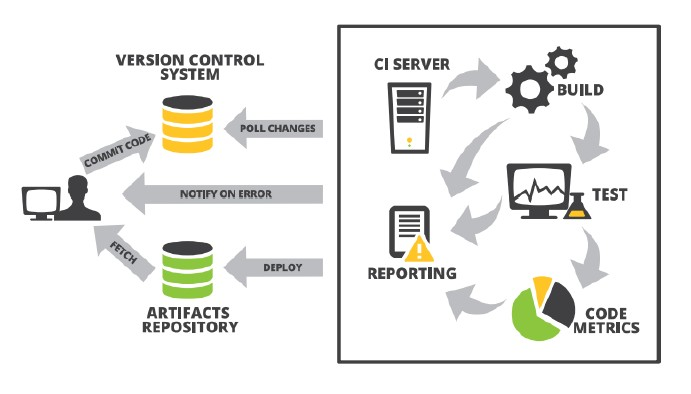 VERSION CONTROL
SYSTEM
CI SERVER
BUILD
COMMIT CODE
POLL CHANGES
NOTIFY ON ERROR
TEST
FETCH
DEPLOY
REPORTING
ARTIFACTS
REPOSITORY
CODE
METRICS